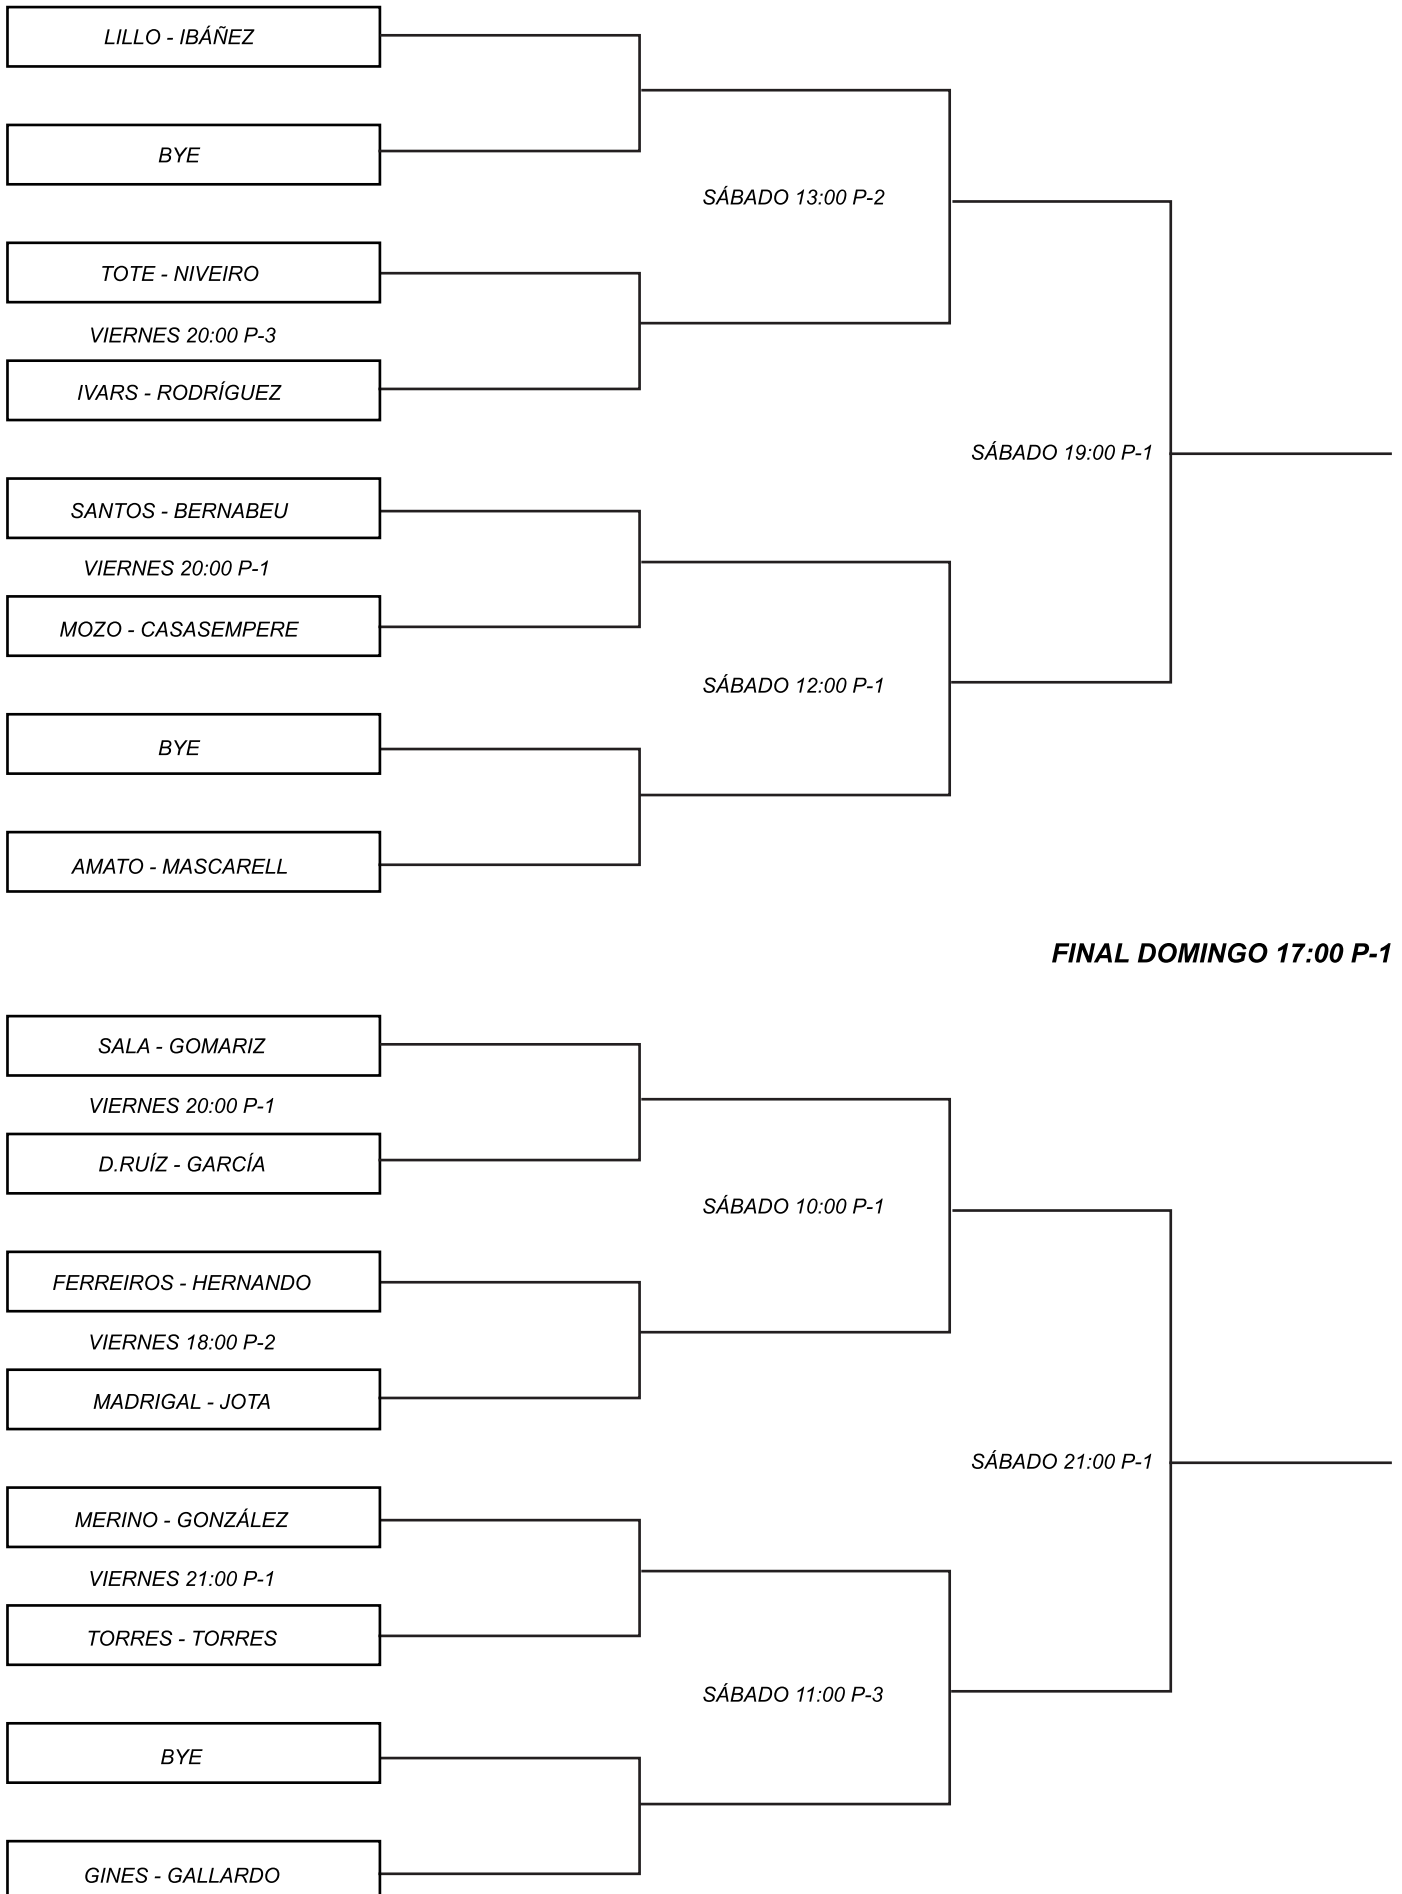 LILLO - IBÁÑEZ
BYE
SÁBADO 13:00 P-2
TOTE - NIVEIRO
VIERNES 20:00 P-3
IVARS - RODRÍGUEZ
SÁBADO 19:00 P-1
SANTOS - BERNABEU
VIERNES 20:00 P-1
MOZO - CASASEMPERE
SÁBADO 12:00 P-1
BYE
AMATO - MASCARELL
FINAL DOMINGO 17:00 P-1
SALA - GOMARIZ
VIERNES 20:00 P-1
D.RUÍZ - GARCÍA
SÁBADO 10:00 P-1
FERREIROS - HERNANDO
VIERNES 18:00 P-2
MADRIGAL - JOTA
SÁBADO 21:00 P-1
MERINO - GONZÁLEZ
VIERNES 21:00 P-1
TORRES - TORRES
SÁBADO 11:00 P-3
BYE
GINES - GALLARDO